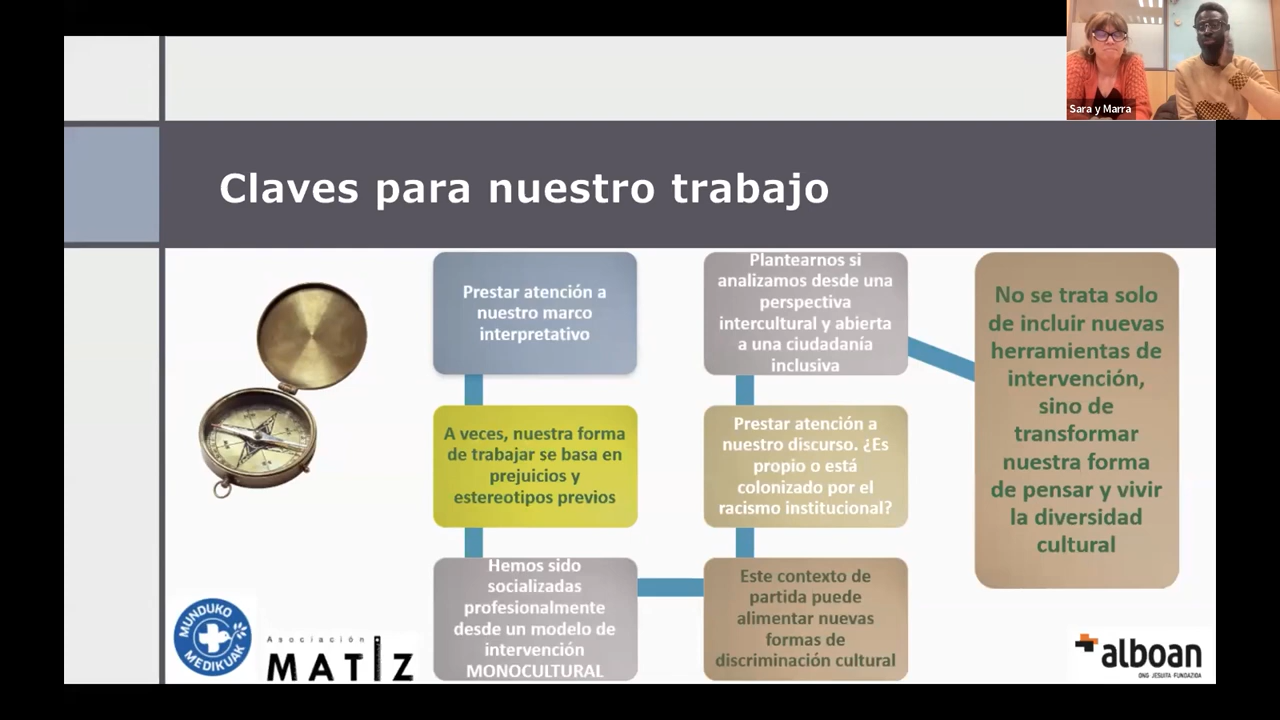 Sara y Marra
Claves para nuestro trabajo
Prestar atención a
nuestro marco
interpretativo
A veces, nuestra forma
de trabajar se basa en
prejuicios y
estereotipos previos
Hemos sido
socializadas
profesionalmente
desde un modelo de
intervención
MONOCULTURAL
Este contexto de
partida puede
alimentar nuevas
formas de
discriminación cultural
Prestar atención a
nuestro discurso. ¿Es
propio o está
colonizado por el
racismo institucional?
Plantearnos si
analizamos desde una
perspectiva
intercultural y abierta
a una ciudadanía
inclusiva
No se trata solo
de incluir nuevas
herramientas de
intervención,
sino de
transformar
nuestra forma
de pensar y vivir
la diversidad
cultural
MUNDUKO
MEDIKUAK
Asociación
MATIZ
alboan
ONG JESUITA FUNDAZIOA